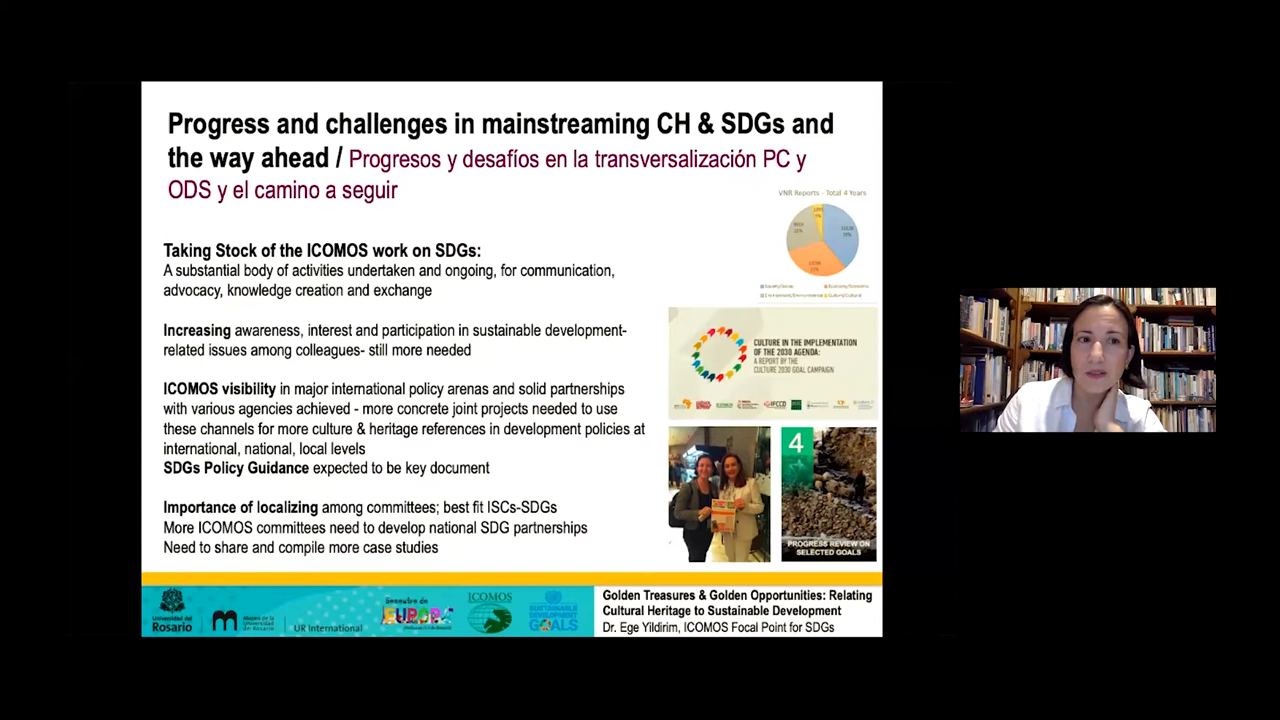 Progress and challenges in mainstreaming CH & SDGs and
the way ahead / Progresos y desafíos en la transversalización PC y
ODS y el camino a seguir
VNR Reports - Total 4 Years
Taking Stock of the ICOMOS work on SDGs:
A substantial body of activities undertaken and ongoing, for communication,
advocacy, knowledge creation and exchange
Increasing awareness, interest and participation in sustainable development-
related issues among colleagues- still more needed
ICOMOS visibility in major international policy arenas and solid partnerships
with various agencies achieved - more concrete joint projects needed to use
these channels for more culture & heritage references in development policies at
international, national, local levels
SDGs Policy Guidance expected to be key document
Importance of localizing among committees; best fit ISCs-SDGs
More ICOMOS committees need to develop national SDG partnerships
Need to share and compile more case studies
CULTURE IN THE IMPLEMENTATION
OF THE 2030 AGENDA:
A REPORT BY THE
CULTURE 2030 GOAL CAMPAIGN
IFCCD
4
PROGRESS REVIEW ON
SELECTED GOALS
Universidad del
Rosario
UR International
EUROPA
ICOMOS
SUSTAINABLE
DEVELOPMENT
GOALS
Golden Treasures & Golden Opportunities: Relating
Cultural Heritage to Sustainable Development
Dr. Ege Yildirim, ICOMOS Focal Point for SDGs